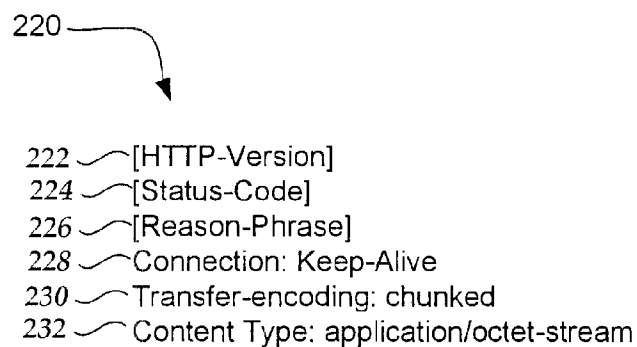 220
222 [HTTP-Version]
224 [Status-Code]
226 [Reason-Phrase]
228 Connection: Keep-Alive
230 Transfer-encoding: chunked
232 Content Type: application/octet-stream